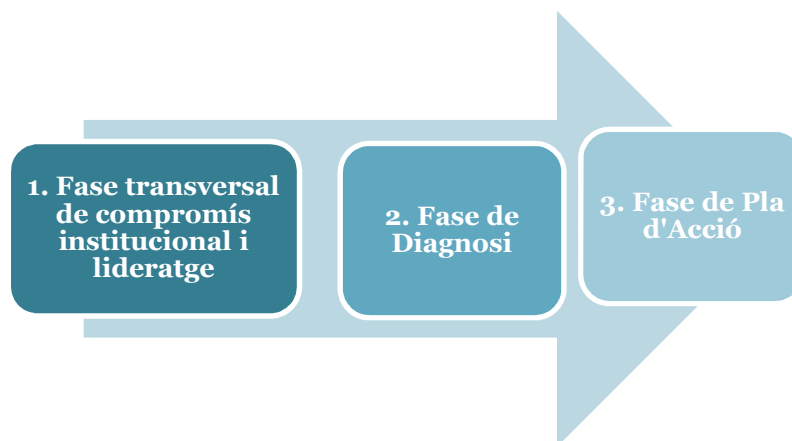 1. Fase transversal
de compromís
institucional i
lideratge
2. Fase de
Diagnosi
3. Fase de Pla
d'Acció